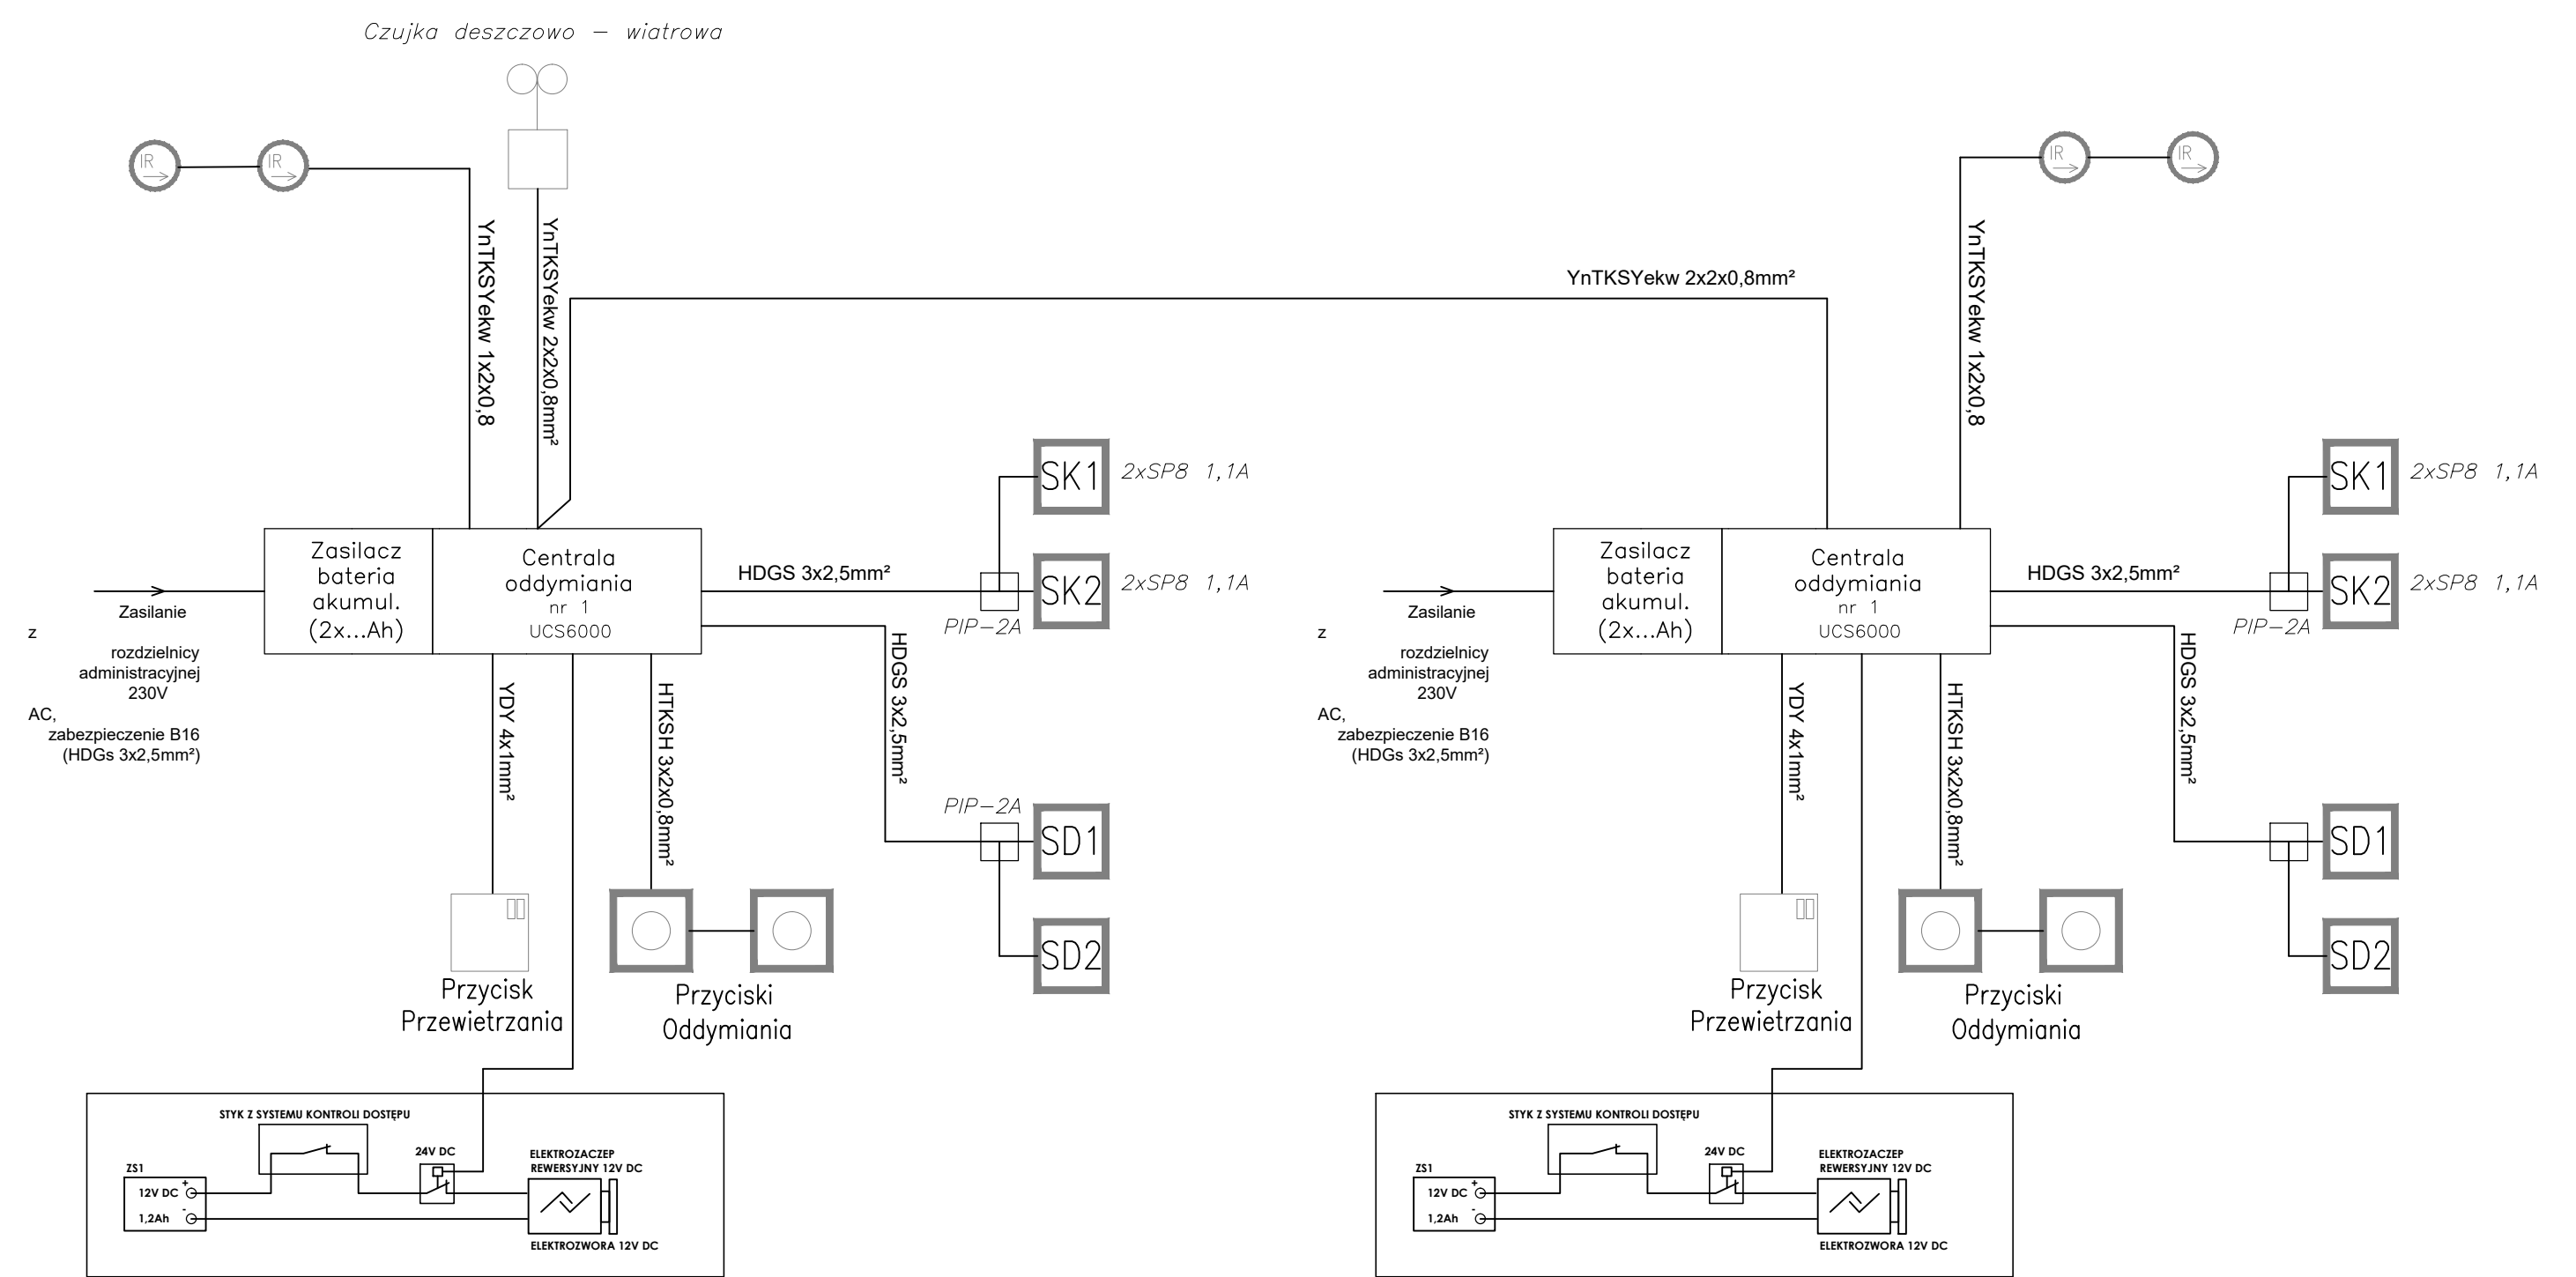 Czujka deszczowo – wiatrowa
IR
IR
YnTKSYekw 1x2x0,8
YnTKSYekw 2x2x0,8mm²
YnTKSYekw 2x2x0,8mm²
IR
IR
YnTKSYekw 1x2x0,8
Zasilanie
z
rozdzielnicy
administracyjnej
230V
AC,
zabezpieczenie B16
(HDGs 3x2,5mm²)
Zasilacz
bateria
akumul.
(2x...Ah)
Centrala
oddymiania
nr 1
UCS6000
HDGS 3x2,5mm²
PIP-2A
SK1
2xSP8 1,1A
SK2
2xSP8 1,1A
HDGS 3x2,5mm²
PIP-2A
SD1
SD2
YDY 4x1mm²
HTKSH 3x2x0,8mm²
Przycisk
Przewietrzania
Przyciski
Oddymiania
STYK Z SYSTEMU KONTROLI DOSTĘPU
ZS1
12V DC
+
1,2Ah
-
24V DC
ELEKTROZACZEP
REWERSYJNY 12V DC
ELEKTROZWORA 12V DC
Zasilanie
z
rozdzielnicy
administracyjnej
230V
AC,
zabezpieczenie B16
(HDGs 3x2,5mm²)
Zasilacz
bateria
akumul.
(2x...Ah)
Centrala
oddymiania
nr 1
UCS6000
HDGS 3x2,5mm²
PIP-2A
SK1
2xSP8 1,1A
SK2
2xSP8 1,1A
HDGS 3x2,5mm²
SD1
SD2
YDY 4x1mm²
HTKSH 3x2x0,8mm²
Przycisk
Przewietrzania
Przyciski
Oddymiania
STYK Z SYSTEMU KONTROLI DOSTĘPU
ZS1
12V DC
+
1,2Ah
-
24V DC
ELEKTROZACZEP
REWERSYJNY 12V DC
ELEKTROZWORA 12V DC